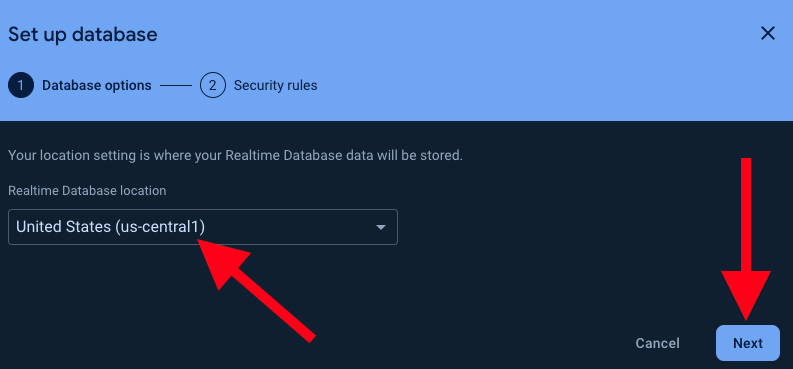 Set up database
1 Database options 2 Security rules
Your location setting is where your Realtime Database data will be stored.
Realtime Database location
United States (us-central1)
Cancel Next